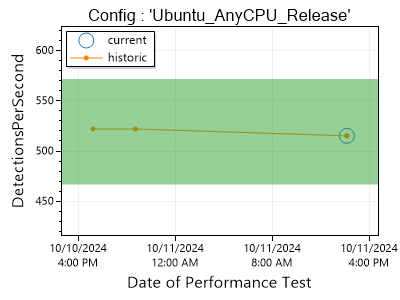 Config : 'Ubuntu_AnyCPU_Release'
current
historic
DetectionsPerSecond
600
550
500
450
10/10/2024
4:00 PM
10/11/2024
12:00 AM
10/11/2024
8:00 AM
10/11/2024
4:00 PM
Date of Performance Test